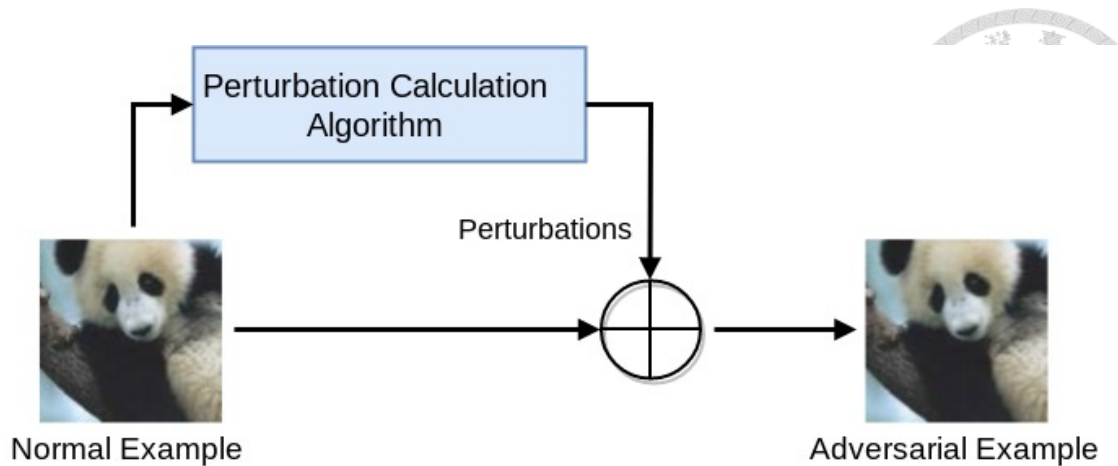 Perturbation Calculation
Algorithm
Perturbations
Normal Example
Adversarial Example